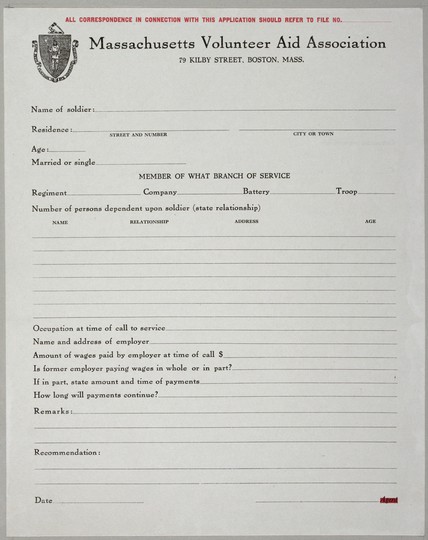 ALL CORRESPONDENCE IN CONNECTION WITH THIS APPLICATION SHOULD REFER TO FILE NO.
Massachusetts Volunteer Aid Association
79 KILBY STREET, BOSTON, MASS.
Name of soldier:
Residence:
STREET AND NUMBER CITY OR TOWN
Age:
Married or single
MEMBER OF WHAT BRANCH OF SERVICE
Regiment Company Battery Troop
Number of persons dependent upon soldier (state relationship)
NAME RELATIONSHIP ADDRESS AGE
Occupation at time of call to service
Name and address of employer
Amount of wages paid by employer at time of call $
Is former employer paying wages in whole or in part?
If in part, state amount and time of payments
How long will payments continue?
Remarks:
Recommendation:
Date